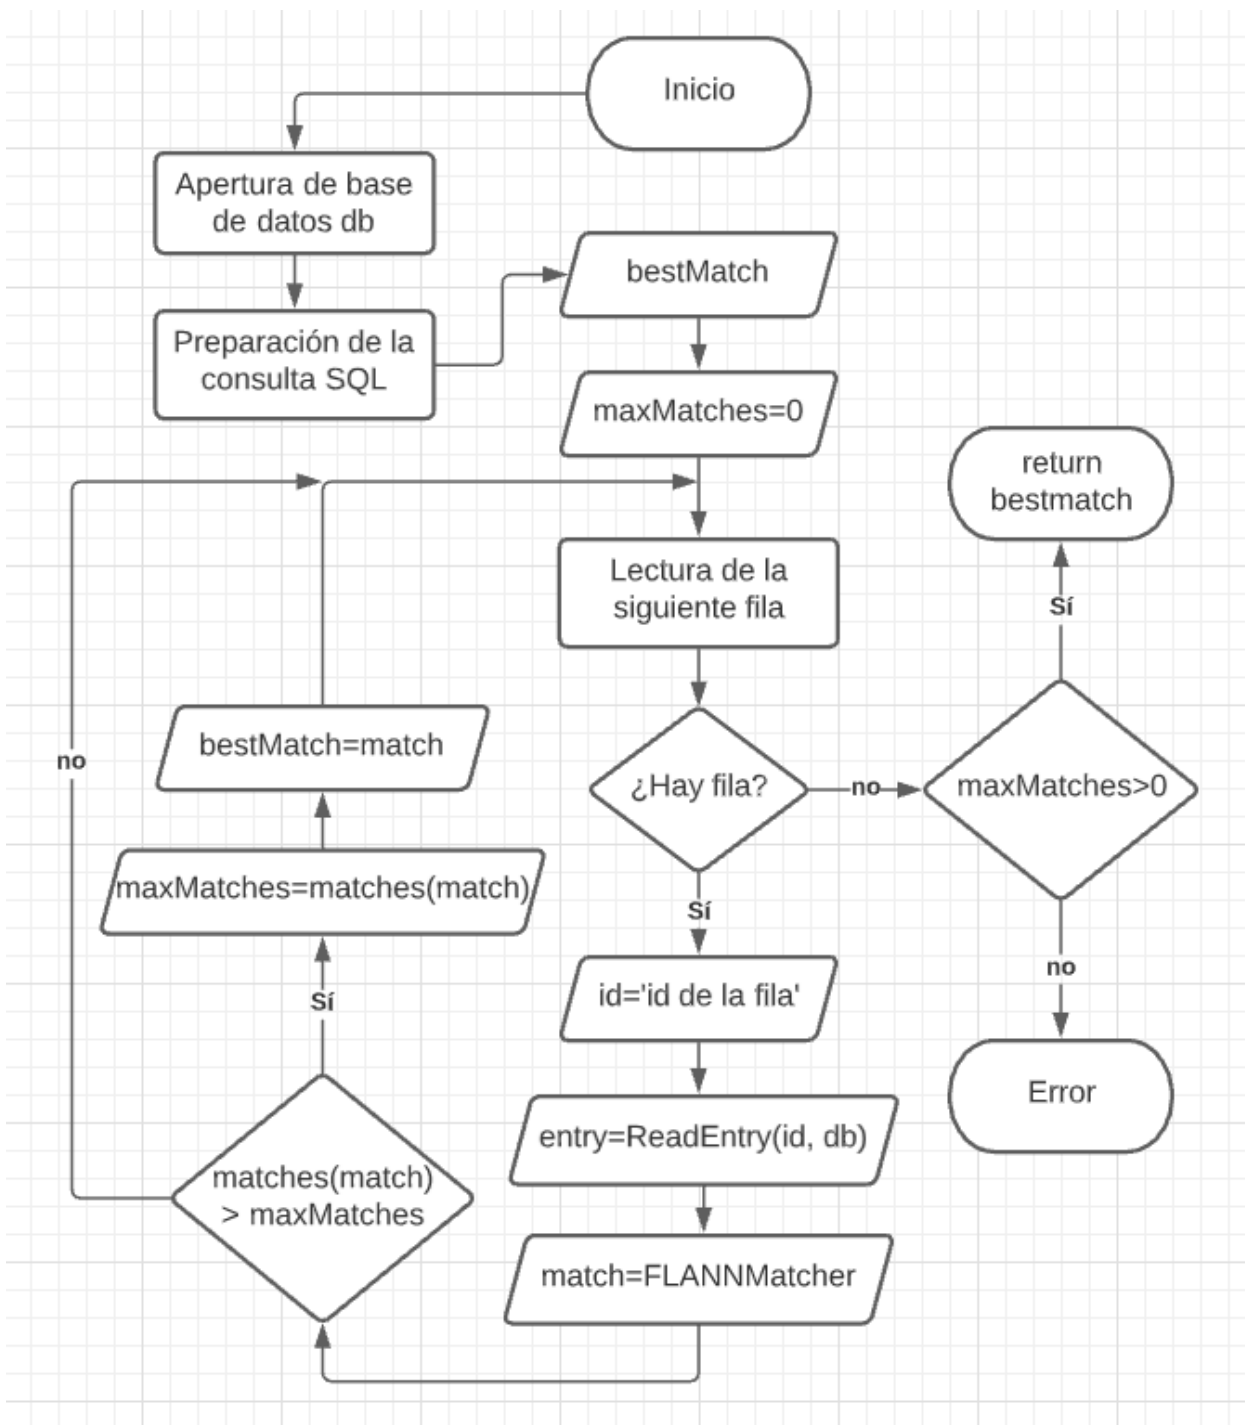 Inicio
Apertura de base
de datos db
Preparación de la
consulta SQL
bestMatch
maxMatches=0
Lectura de la
siguiente fila
¿Hay fila?
no
maxMatches>0
Sí
return
bestmatch
no
Error
Sí
id='id de la fila'
entry=ReadEntry(id, db)
match=FLANNMatcher
matches(match)
> maxMatches
Sí
maxMatches=matches(match)
bestMatch=match
no